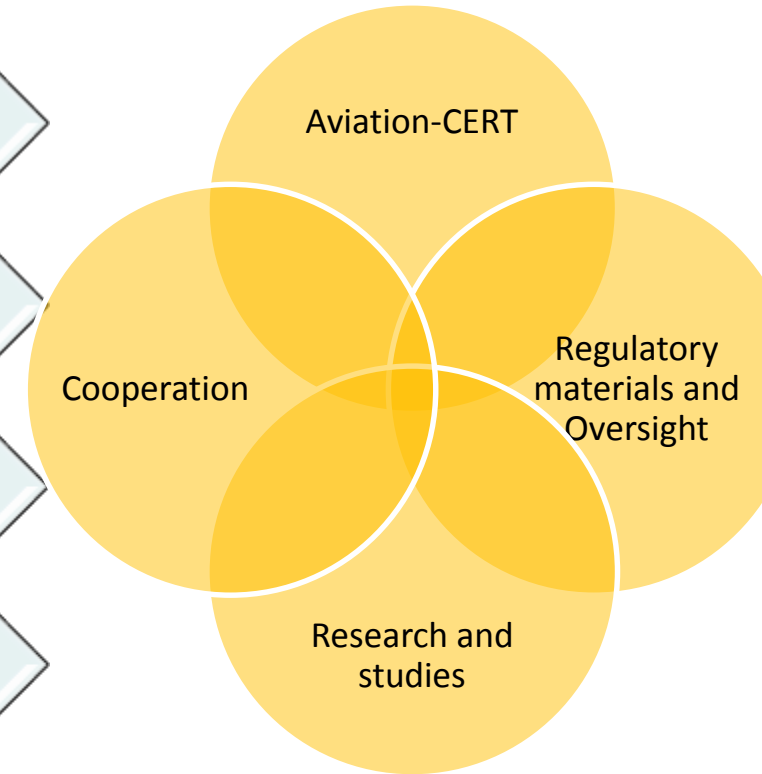 Aviation-CERT
Cooperation
Regulatory
materials and
Oversight
Research and
studies